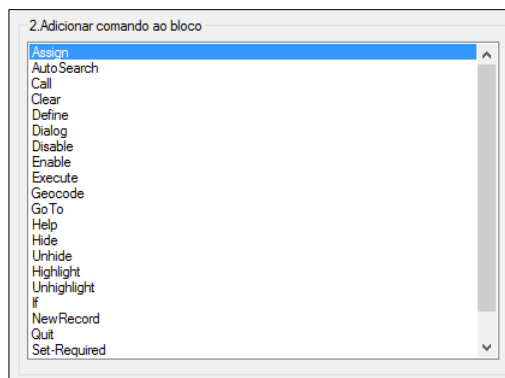 2.Adicionar comando ao bloco
Assign
AutoSearch
Call
Clear
Define
Dialog
Disable
Enable
Execute
Geocode
GoTo
Help
Hide
Unhide
Highlight
Unhighlight
If
NewRecord
Quit
Set-Required